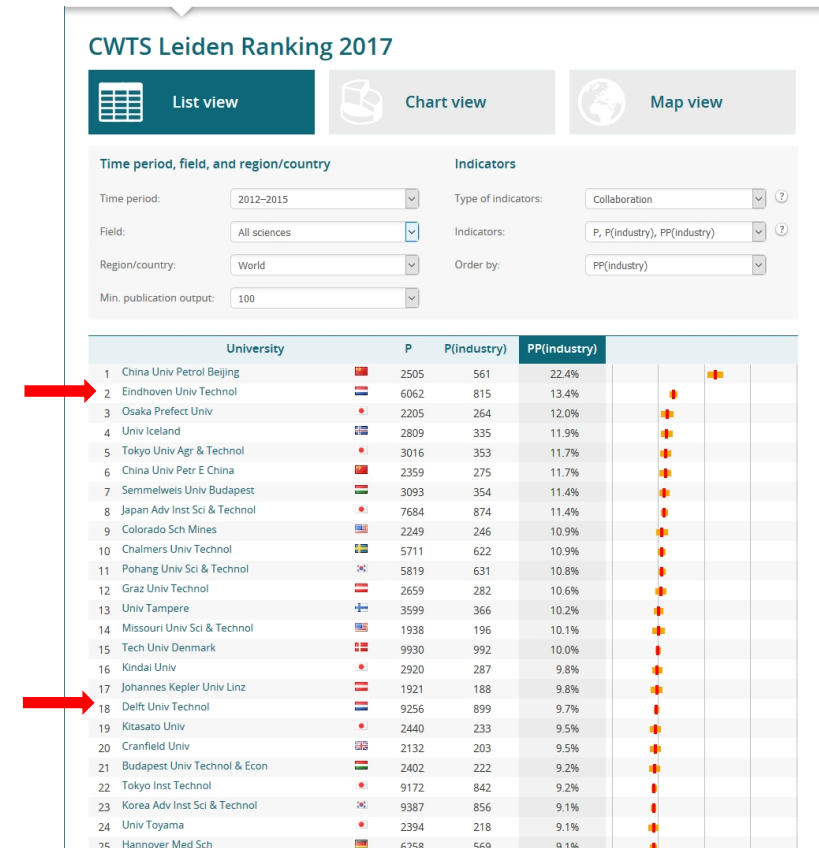 CWTS Leiden Ranking 2017
List view Chart view Map view
Time period, field, and region/country Indicators
Time period: 2012–2015 Type of indicators: Collaboration ?
Field: All sciences Indicators: P, P(industry), PP(industry) ?
Region/country: World Order by: PP(industry)
Min. publication output: 100
University P P(industry) PP(industry)
1 China Univ Petrol Beijing 2505 561 22.4%
2 Eindhoven Univ Technol 6062 815 13.4%
3 Osaka Prefect Univ 2205 264 12.0%
4 Univ Iceland 2809 335 11.9%
5 Tokyo Univ Agr & Technol 3016 353 11.7%
6 China Univ Petr E China 2359 275 11.7%
7 Semmelweis Univ Budapest 3093 354 11.4%
8 Japan Adv Inst Sci & Technol 7684 874 11.4%
9 Colorado Sch Mines 2249 246 10.9%
10 Chalmers Univ Technol 5711 622 10.9%
11 Pohang Univ Sci & Technol 5819 631 10.8%
12 Graz Univ Technol 2659 282 10.6%
13 Univ Tampere 3599 366 10.2%
14 Missouri Univ Sci & Technol 1938 196 10.1%
15 Tech Univ Denmark 9930 992 10.0%
16 Kindai Univ 2920 287 9.8%
17 Johannes Kepler Univ Linz 1921 188 9.8%
18 Delft Univ Technol 9256 899 9.7%
19 Kitasato Univ 2440 233 9.5%
20 Cranfield Univ 2132 203 9.5%
21 Budapest Univ Technol & Econ 2402 222 9.2%
22 Tokyo Inst Technol 9172 842 9.2%
23 Korea Adv Inst Sci & Technol 9387 856 9.1%
24 Univ Toyama 2394 218 9.1%
25 Hannover Med Sch 6258 569 9.1%